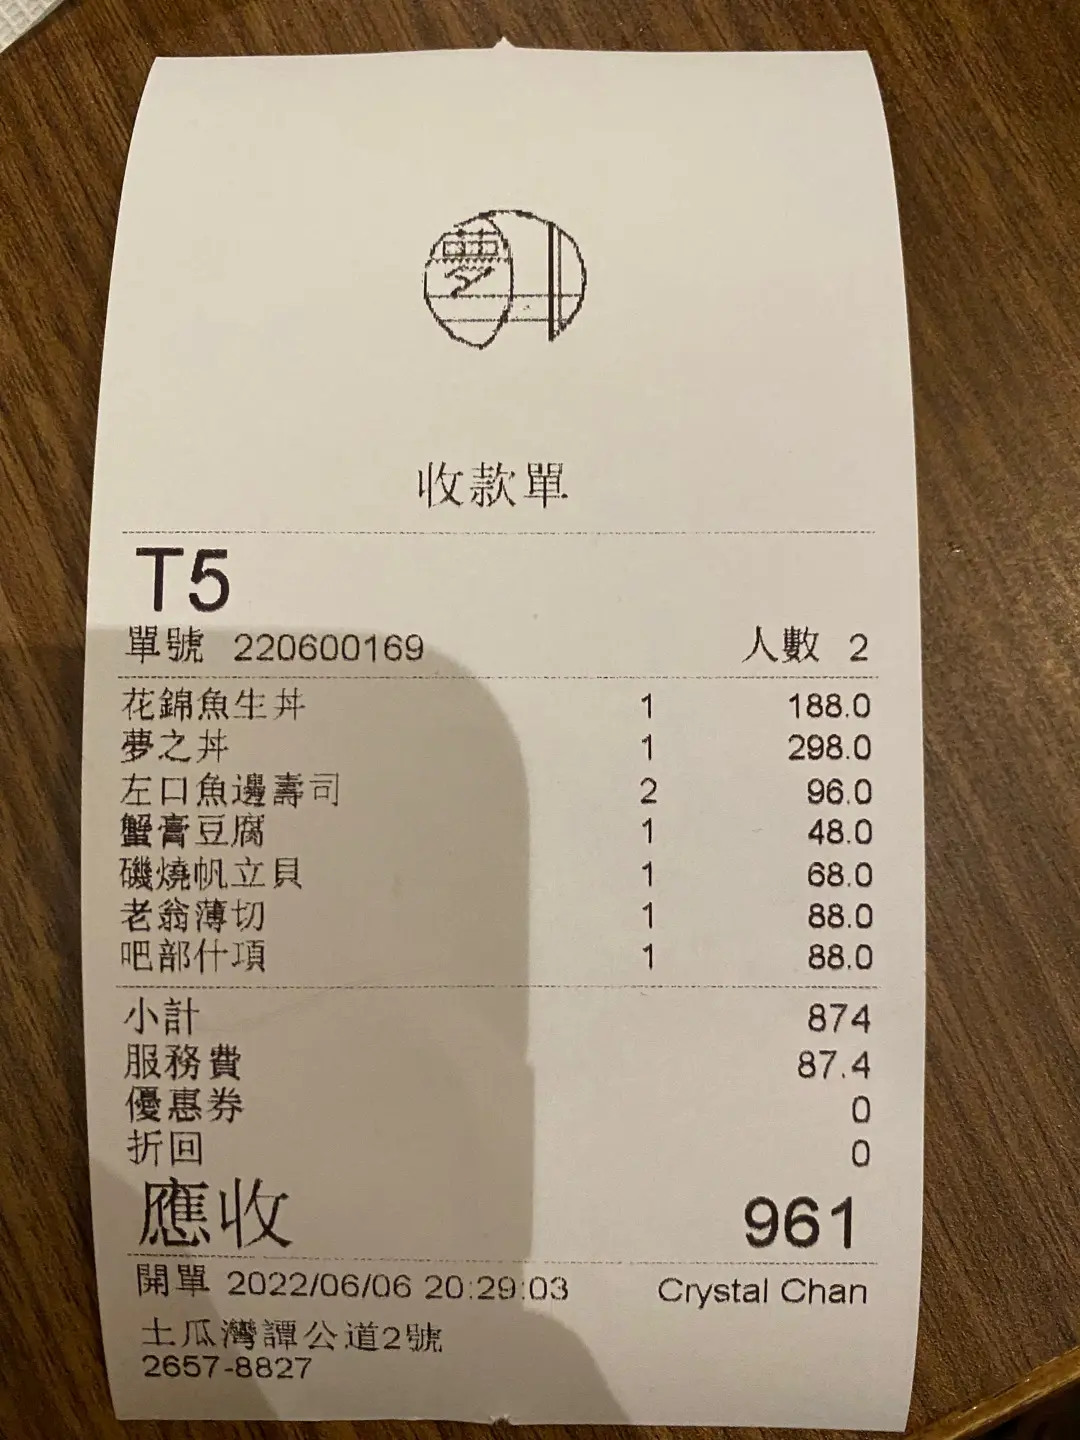 夢
收款單
T5
單號 220600169 人數 2
花錦魚生丼 1 188.0
夢之丼 1 298.0
左口魚邊壽司 2 96.0
蟹膏豆腐 1 48.0
磯燒帆立貝 1 68.0
老翁薄切 1 88.0
吧部什項 1 88.0
小計 874
服務費 87.4
優惠券 0
折回 0
應收 961
開單 2022/06/06 20:29:03 Crystal Chan
土瓜灣譚公道2號
2657-8827